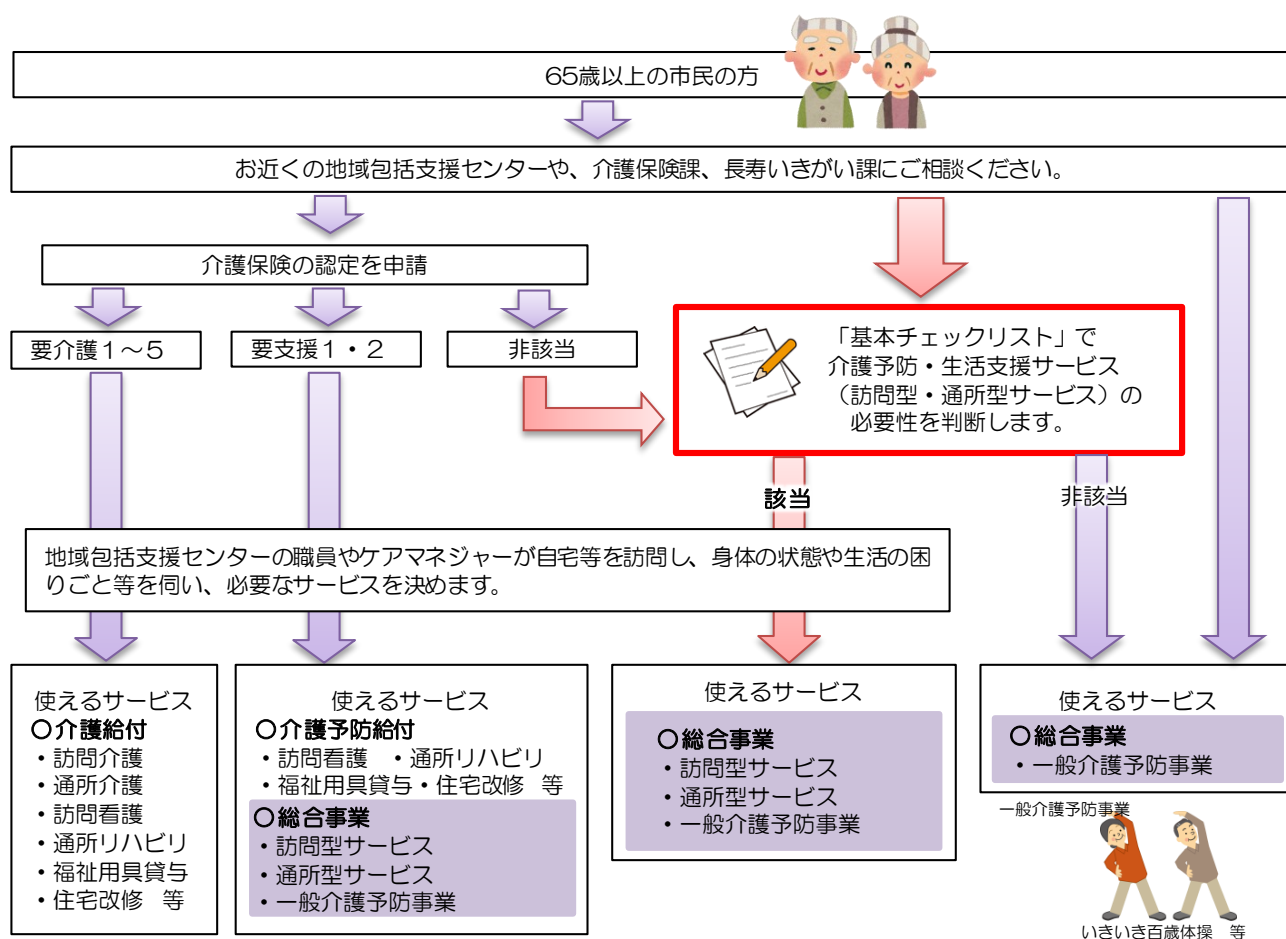 65歳以上の市民の方
お近くの地域包括支援センターや、介護保険課、長寿いきがい課にご相談ください。
介護保険の認定を申請
要介護１～５
要支援１・２
非該当
「基本チェックリスト」で
介護予防・生活支援サービス
（訪問型・通所型サービス）の
必要性を判断します。
該当
非該当
地域包括支援センターの職員やケアマネジャーが自宅等を訪問し、身体の状態や生活の困
りごと等を伺い、必要なサービスを決めます。
使えるサービス
〇介護給付
・訪問介護
・通所介護
・訪問看護
・通所リハビリ
・福祉用具貸与
・住宅改修　等
使えるサービス
〇介護予防給付
・訪問看護　・通所リハビリ
・福祉用具貸与・住宅改修　等
〇総合事業
・訪問型サービス
・通所型サービス
・一般介護予防事業
使えるサービス
〇総合事業
・訪問型サービス
・通所型サービス
・一般介護予防事業
使えるサービス
〇総合事業
・一般介護予防事業
一般介護予防事業
いきいき百歳体操　等